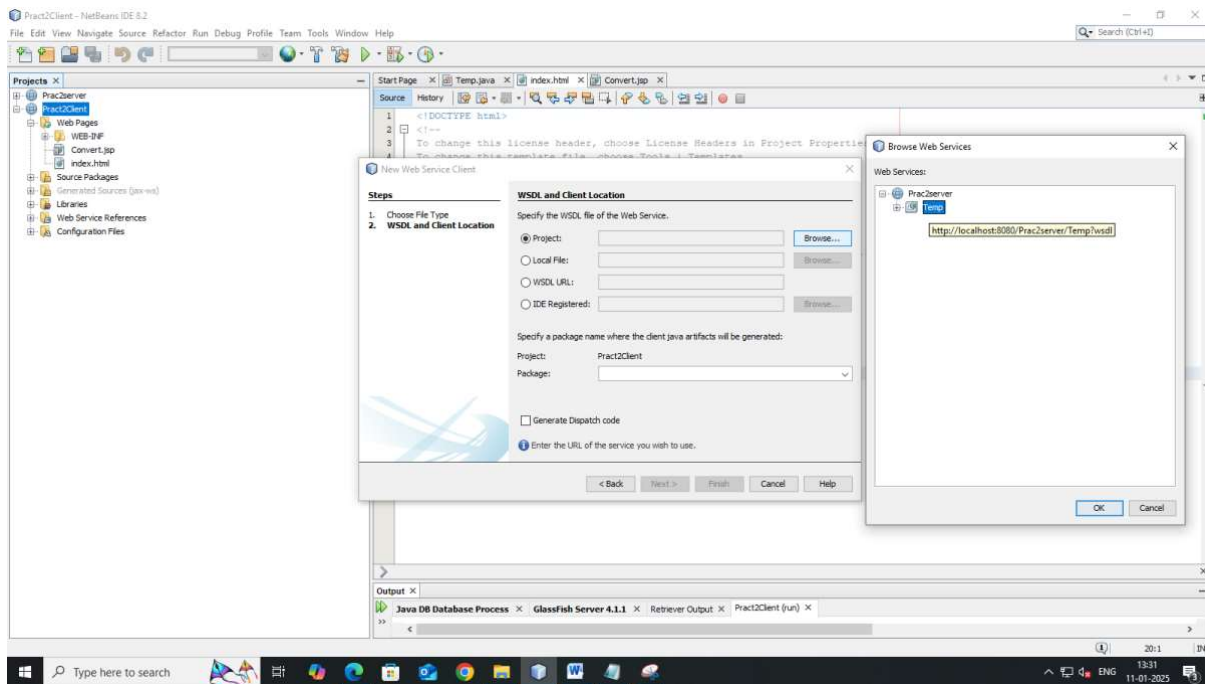 Pract2Client - NetBeans IDE 8.2
File Edit View Navigate Source Refactor Run Debug Profile Team Tools Window Help
Search (Ctrl+I)
Projects
Prac2server
Pract2Client
Web Pages
WEB-INF
Convert.jsp
index.html
Source Packages
Generated Sources (jax-ws)
Libraries
Web Service References
Configuration Files
Start Page Temp.java index.html Convert.jsp
Source History
1 <!DOCTYPE html>
2 <!--
3 To change this license header, choose License Headers in Project Properties
4 To change this template file, choose Tools | Templates
New Web Service Client
Steps
1. Choose File Type
2. WSDL and Client Location
WSDL and Client Location
Specify the WSDL file of the Web Service.
Project: Browse...
Local File: Browse...
WSDL URL:
IDE Registered: Browse...
Specify a package name where the client java artifacts will be generated:
Project: Pract2Client
Package:
Generate Dispatch code
Enter the URL of the service you wish to use.
< Back Next > Finish Cancel Help
Browse Web Services
Web Services:
Prac2server
Temp
http://localhost:8080/Prac2server/Temp?wsdl
OK Cancel
Output
Java DB Database Process GlassFish Server 4.1.1 Retriever Output Pract2Client (run)
20:1 IN
Type here to search
ENG
13:31
11-01-2025